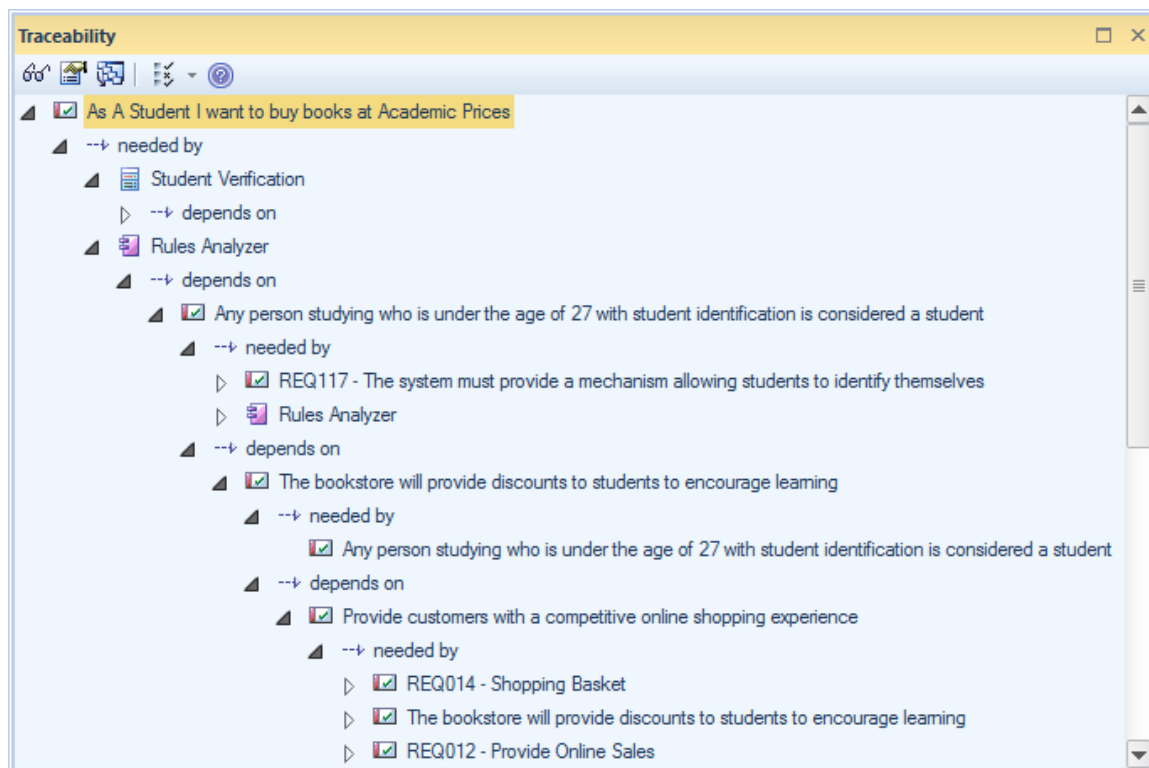 Traceability
As A Student I want to buy books at Academic Prices
needed by
Student Verification
depends on
Rules Analyzer
depends on
Any person studying who is under the age of 27 with student identification is considered a student
needed by
REQ117 - The system must provide a mechanism allowing students to identify themselves
Rules Analyzer
depends on
The bookstore will provide discounts to students to encourage learning
needed by
Any person studying who is under the age of 27 with student identification is considered a student
depends on
Provide customers with a competitive online shopping experience
needed by
REQ014 - Shopping Basket
The bookstore will provide discounts to students to encourage learning
REQ012 - Provide Online Sales